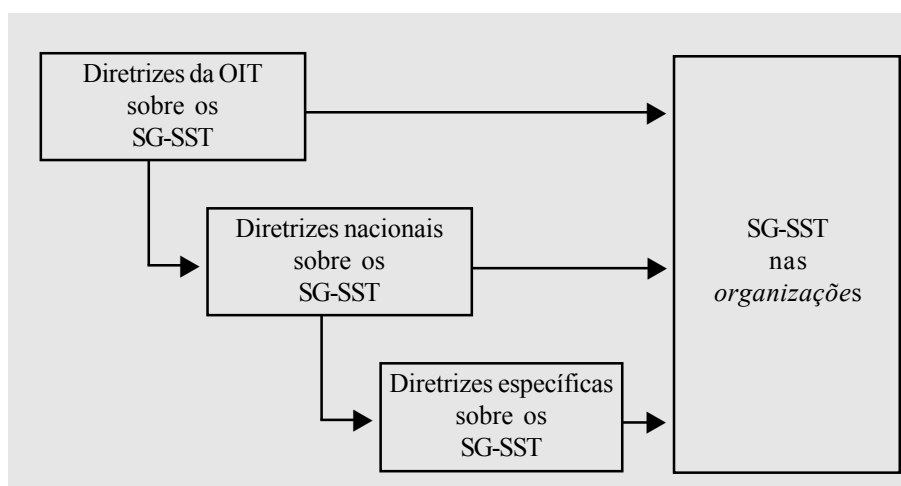 Diretrizes da OIT
sobre os
SG-SST
Diretrizes nacionais
sobre os
SG-SST
Diretrizes específicas
sobre os
SG-SST
SG-SST
nas
organizações